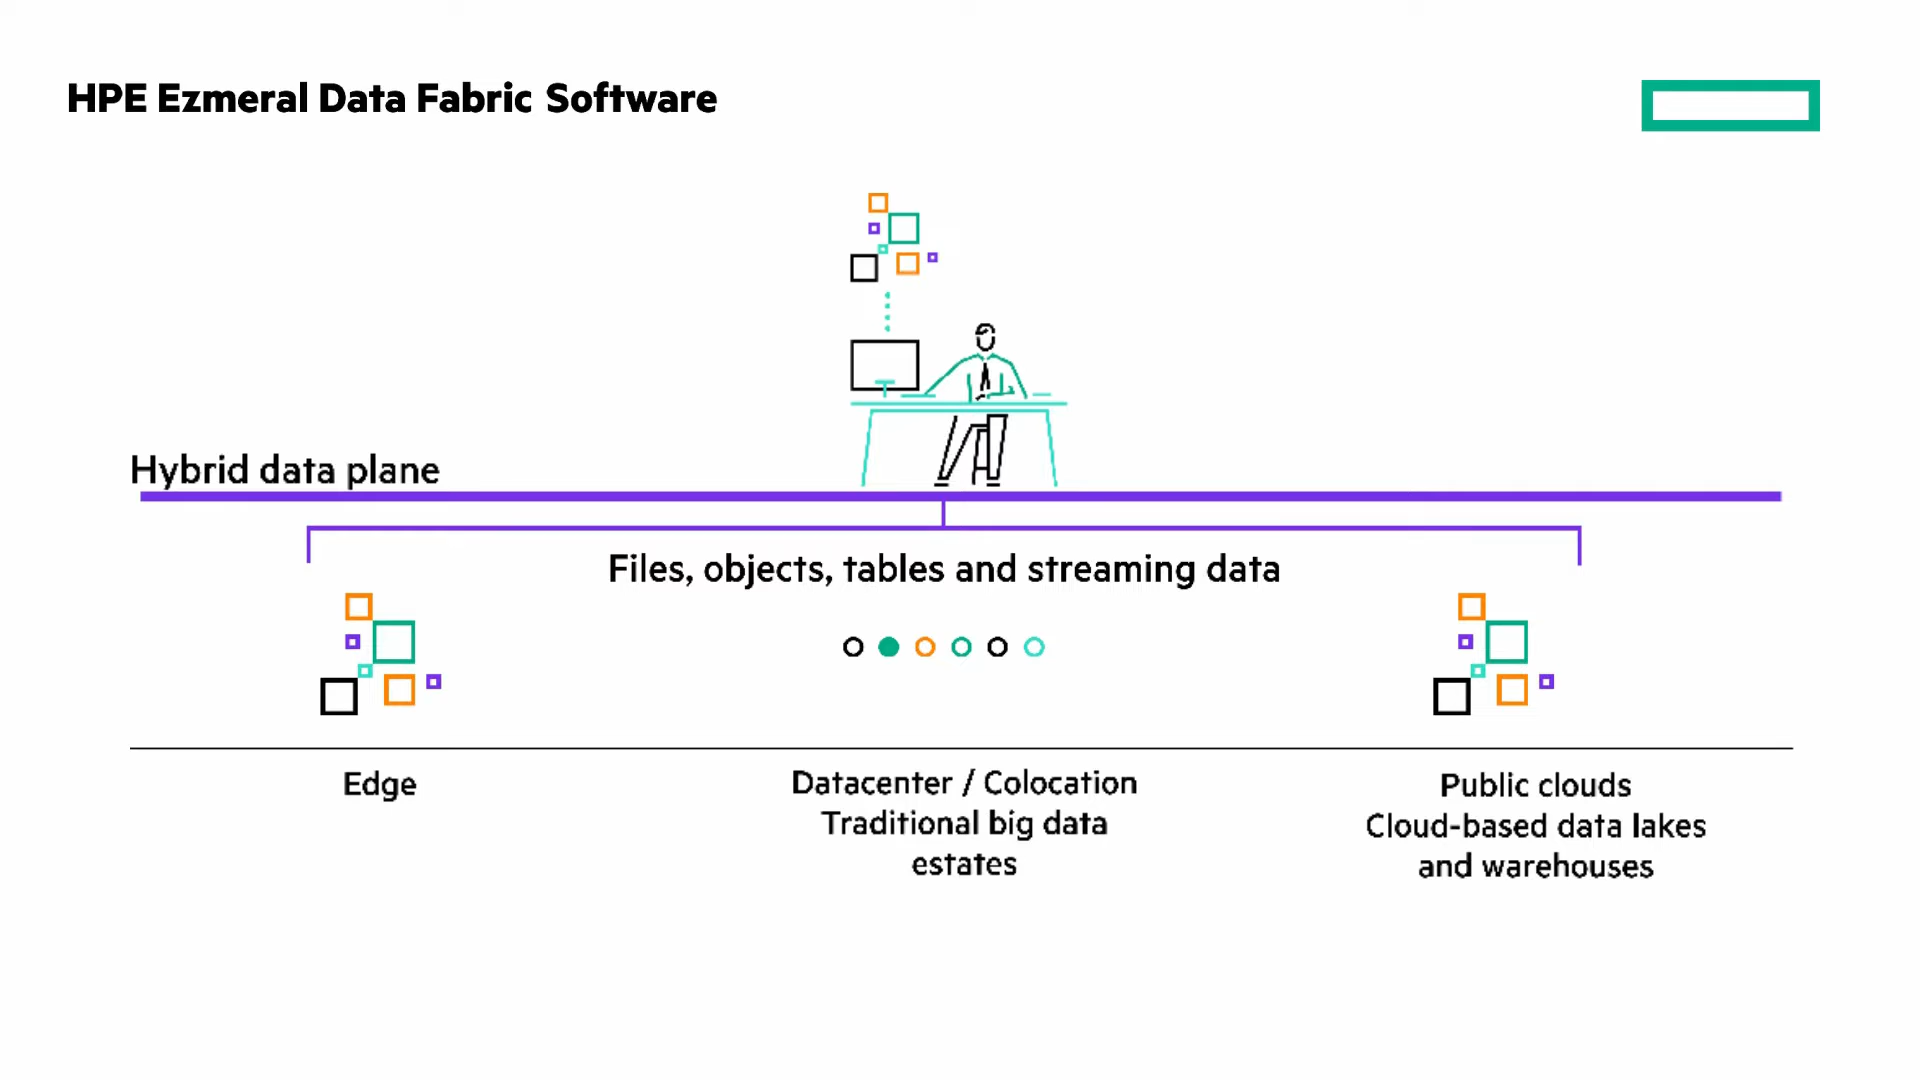 HPE Ezmeral Data Fabric Software
Hybrid data plane
Files, objects, tables and streaming data
Edge
Datacenter / Colocation
Traditional big data
estates
Public clouds
Cloud-based data lakes
and warehouses